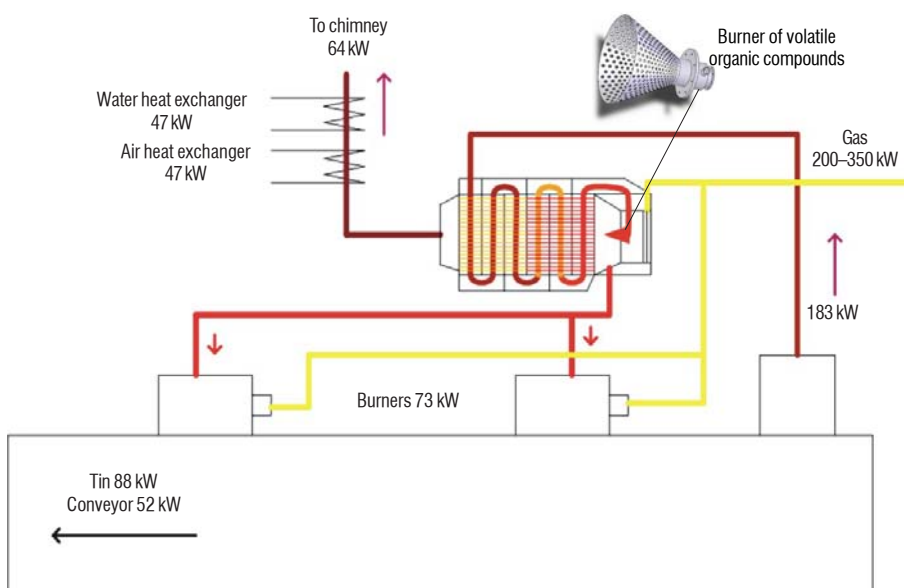 To chimney
64 kW
Burner of volatile
organic compounds
Water heat exchanger
47 kW
Air heat exchanger
47 kW
Gas
200–350 kW
183 kW
Burners 73 kW
Tin 88 kW
Conveyor 52 kW